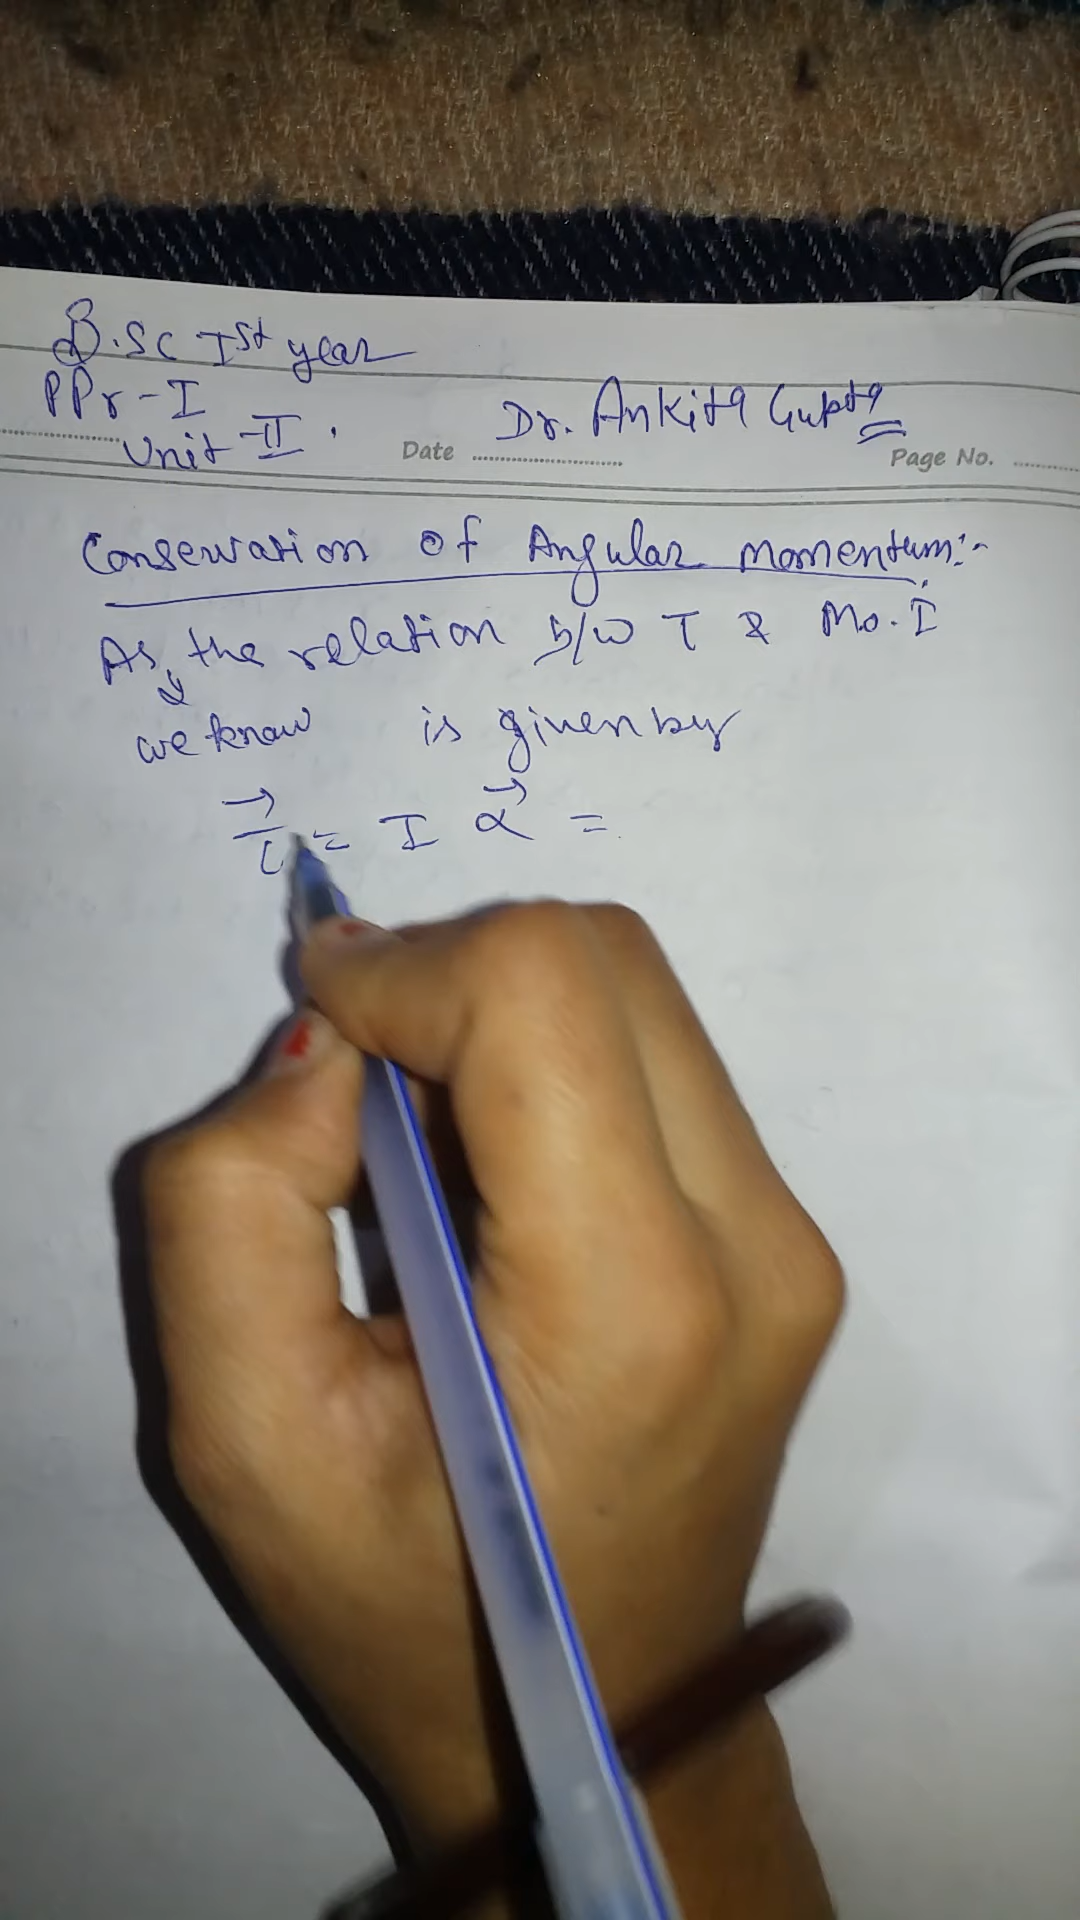 B.Sc Ist year
PPr-I
Unit-II.
Dr. Ankita Gupta
Date
Page No.
Conservation of Angular momentum:-
As the relation b/w τ & Mo.I
we know is given by
τ⃗ = I α⃗ =